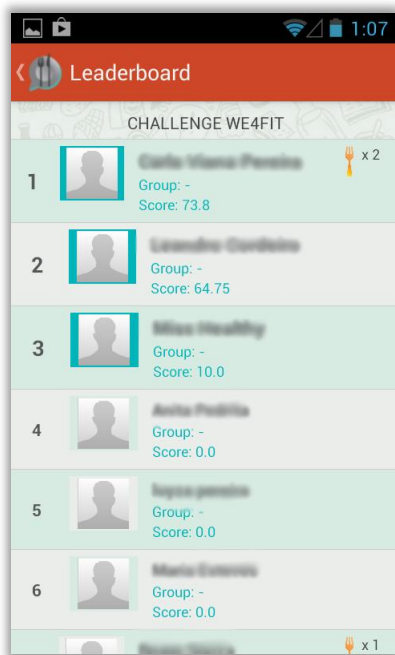 1:07
Leaderboard
CHALLENGE WE4FIT
1
x 2
Group: -
Score: 73.8
2
Group: -
Score: 64.75
3
Group: -
Score: 10.0
4
Group: -
Score: 0.0
5
Group: -
Score: 0.0
6
Group: -
Score: 0.0
x 1